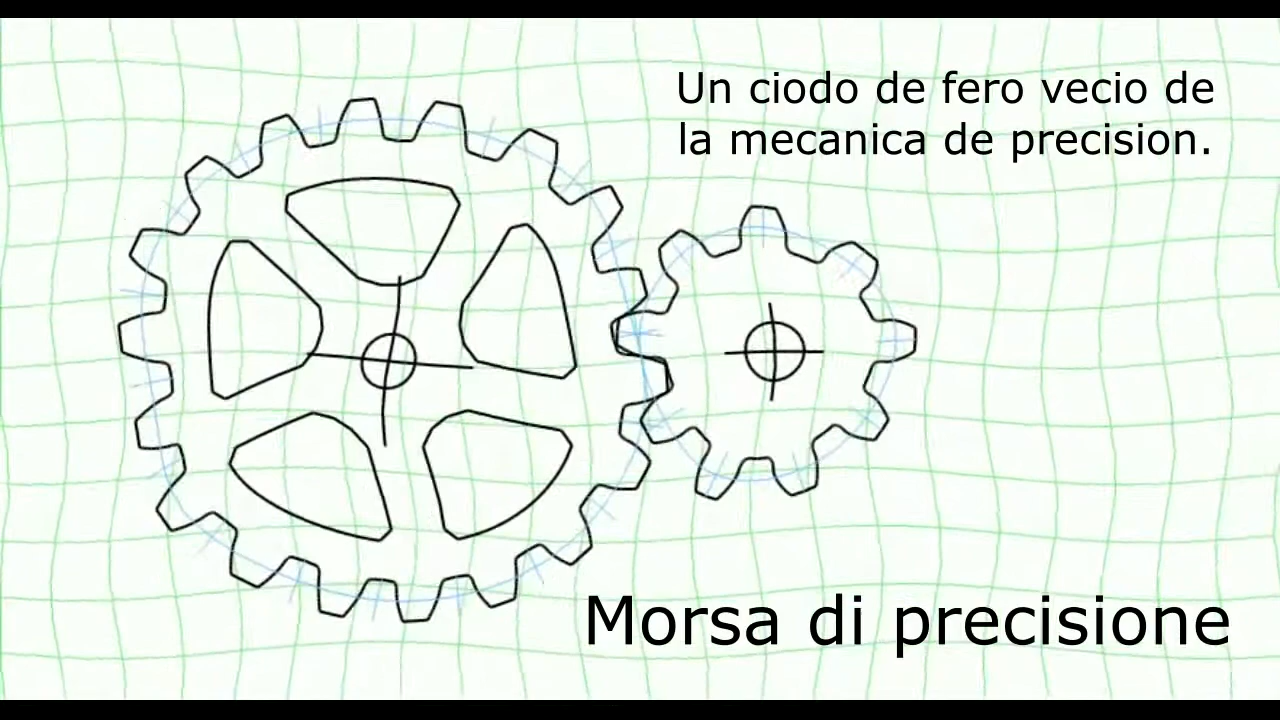 Un ciodo de fero vecio de
la mecanica de precision.
Morsa di precisione